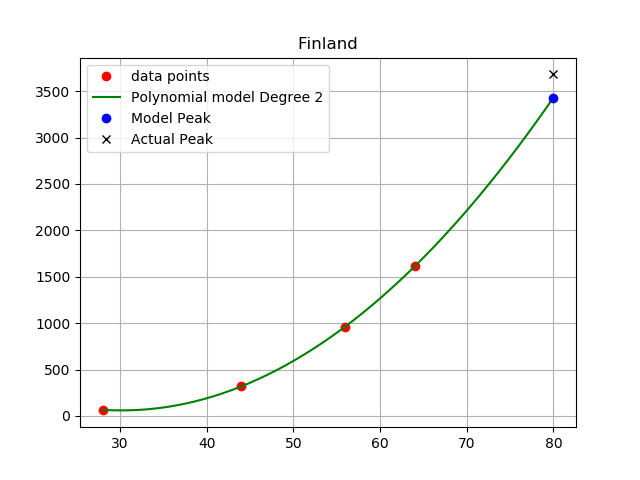 Finland
data points
Polynomial model Degree 2
Model Peak
Actual Peak
3500
3000
2500
2000
1500
1000
500
0
30 40 50 60 70 80